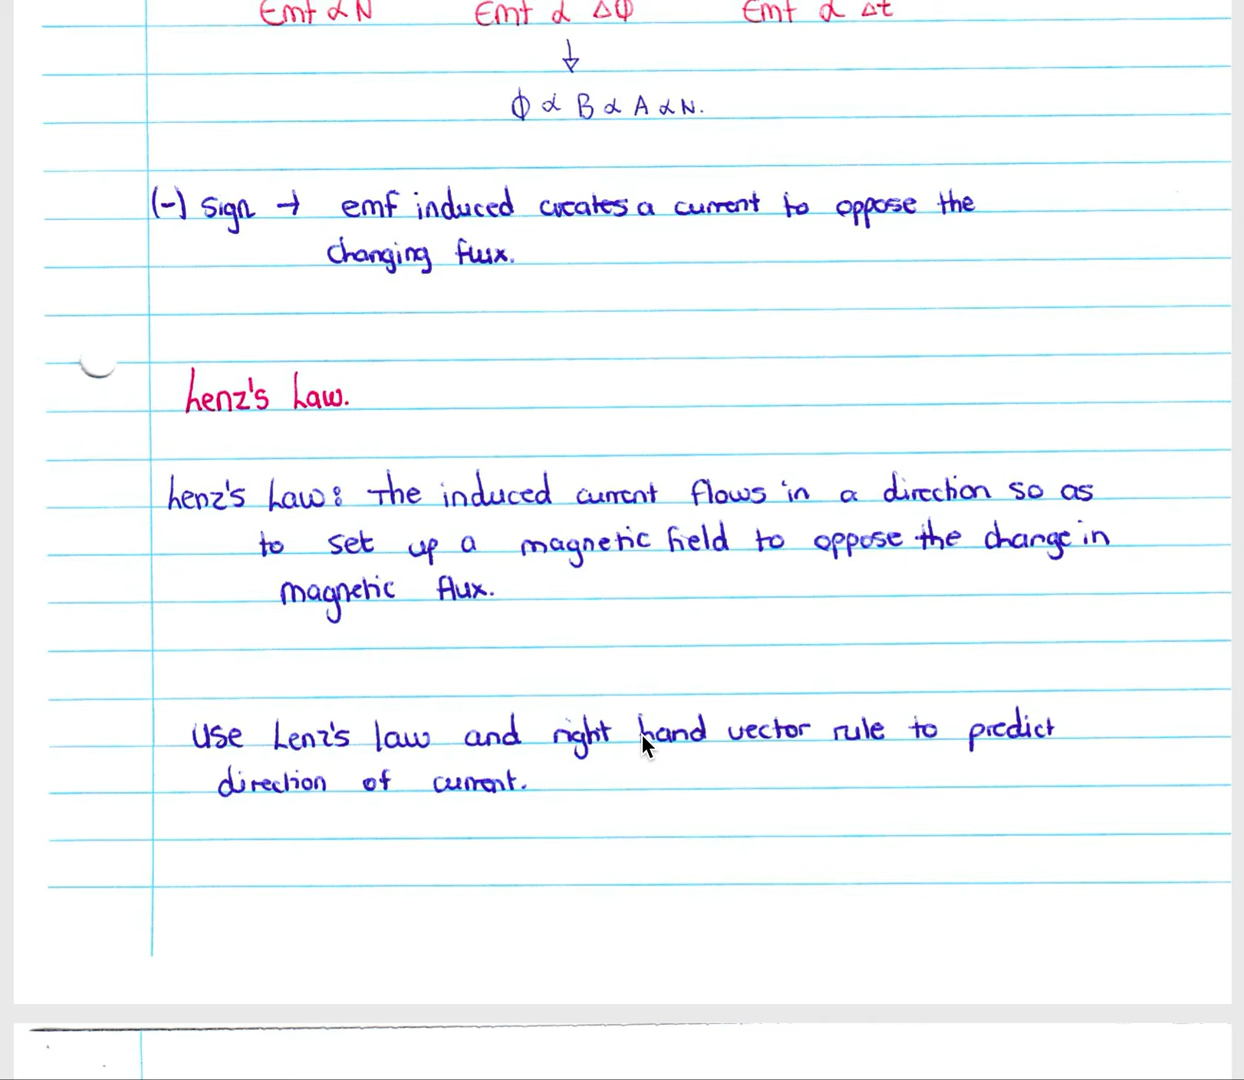 Emf ∝ N Emf ∝ Δφ Emf ∝ Δt
↓
φ ∝ B ∝ A ∝ N.
(-) sign → emf induced creates a current to oppose the
changing flux.
Lenz's Law.
Lenz's Law: The induced current flows in a direction so as
to set up a magnetic field to oppose the change in
magnetic flux.
Use Lenz's law and right hand vector rule to predict
direction of current.